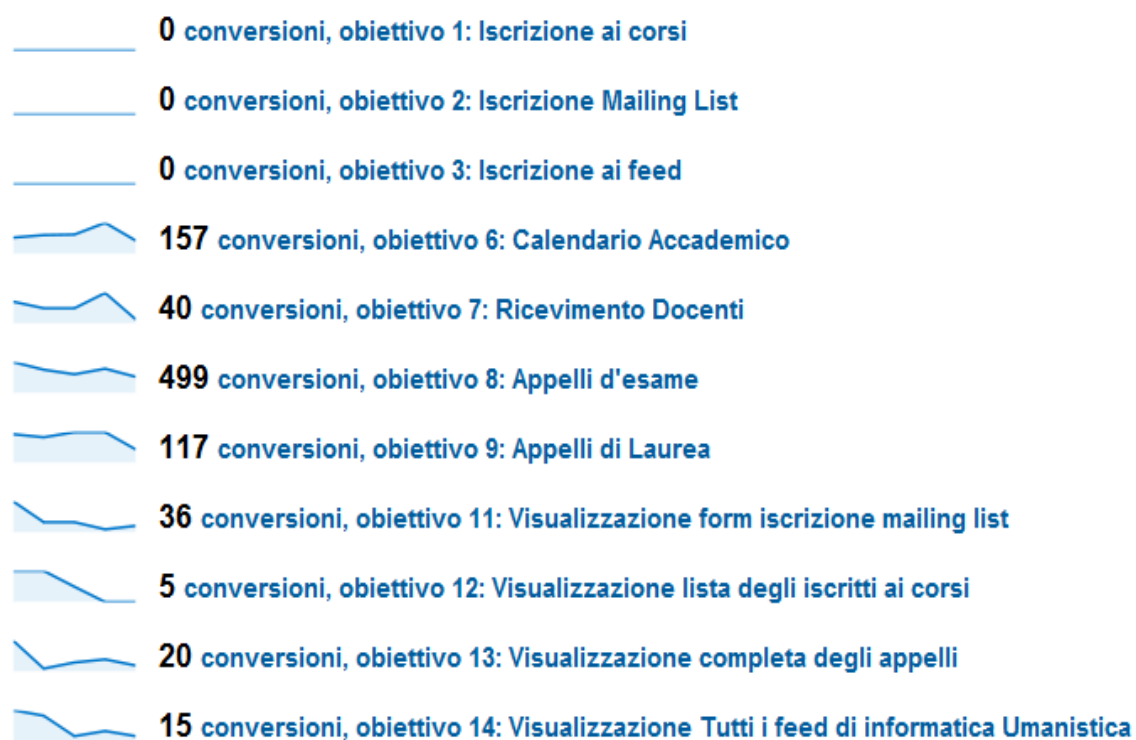 0 conversioni, obiettivo 1: Iscrizione ai corsi
0 conversioni, obiettivo 2: Iscrizione Mailing List
0 conversioni, obiettivo 3: Iscrizione ai feed
157 conversioni, obiettivo 6: Calendario Accademico
40 conversioni, obiettivo 7: Ricevimento Docenti
499 conversioni, obiettivo 8: Appelli d'esame
117 conversioni, obiettivo 9: Appelli di Laurea
36 conversioni, obiettivo 11: Visualizzazione form iscrizione mailing list
5 conversioni, obiettivo 12: Visualizzazione lista degli iscritti ai corsi
20 conversioni, obiettivo 13: Visualizzazione completa degli appelli
15 conversioni, obiettivo 14: Visualizzazione Tutti i feed di informatica Umanistica